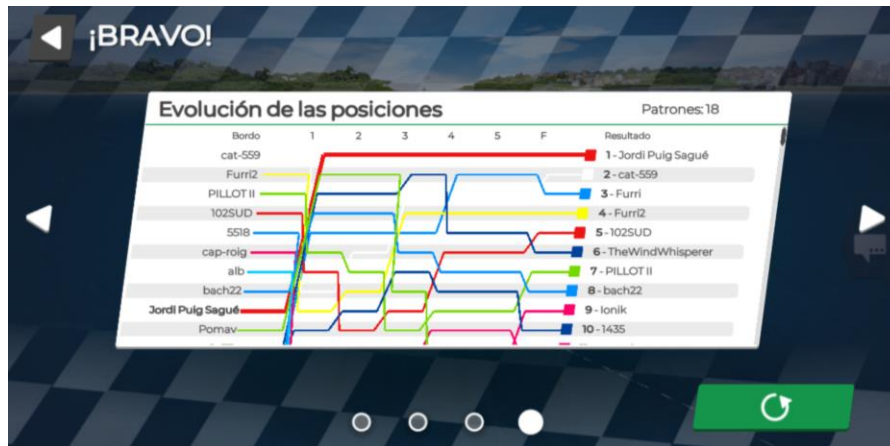 ¡BRAVO!
Evolución de las posiciones Patrones: 18
Bordo 1 2 3 4 5 F Resultado
cat-559 1 - Jordi Puig Sagué
Furri2 2 - cat-559
PILLOT II 3 - Furri
102SUD 4 - Furri2
5518 5 - 102SUD
cap-roig 6 - TheWindWhisperer
alb 7 - PILLOT II
bach22 8 - bach22
Jordi Puig Sagué 9 - Ionik
Pomav 10 - 1435